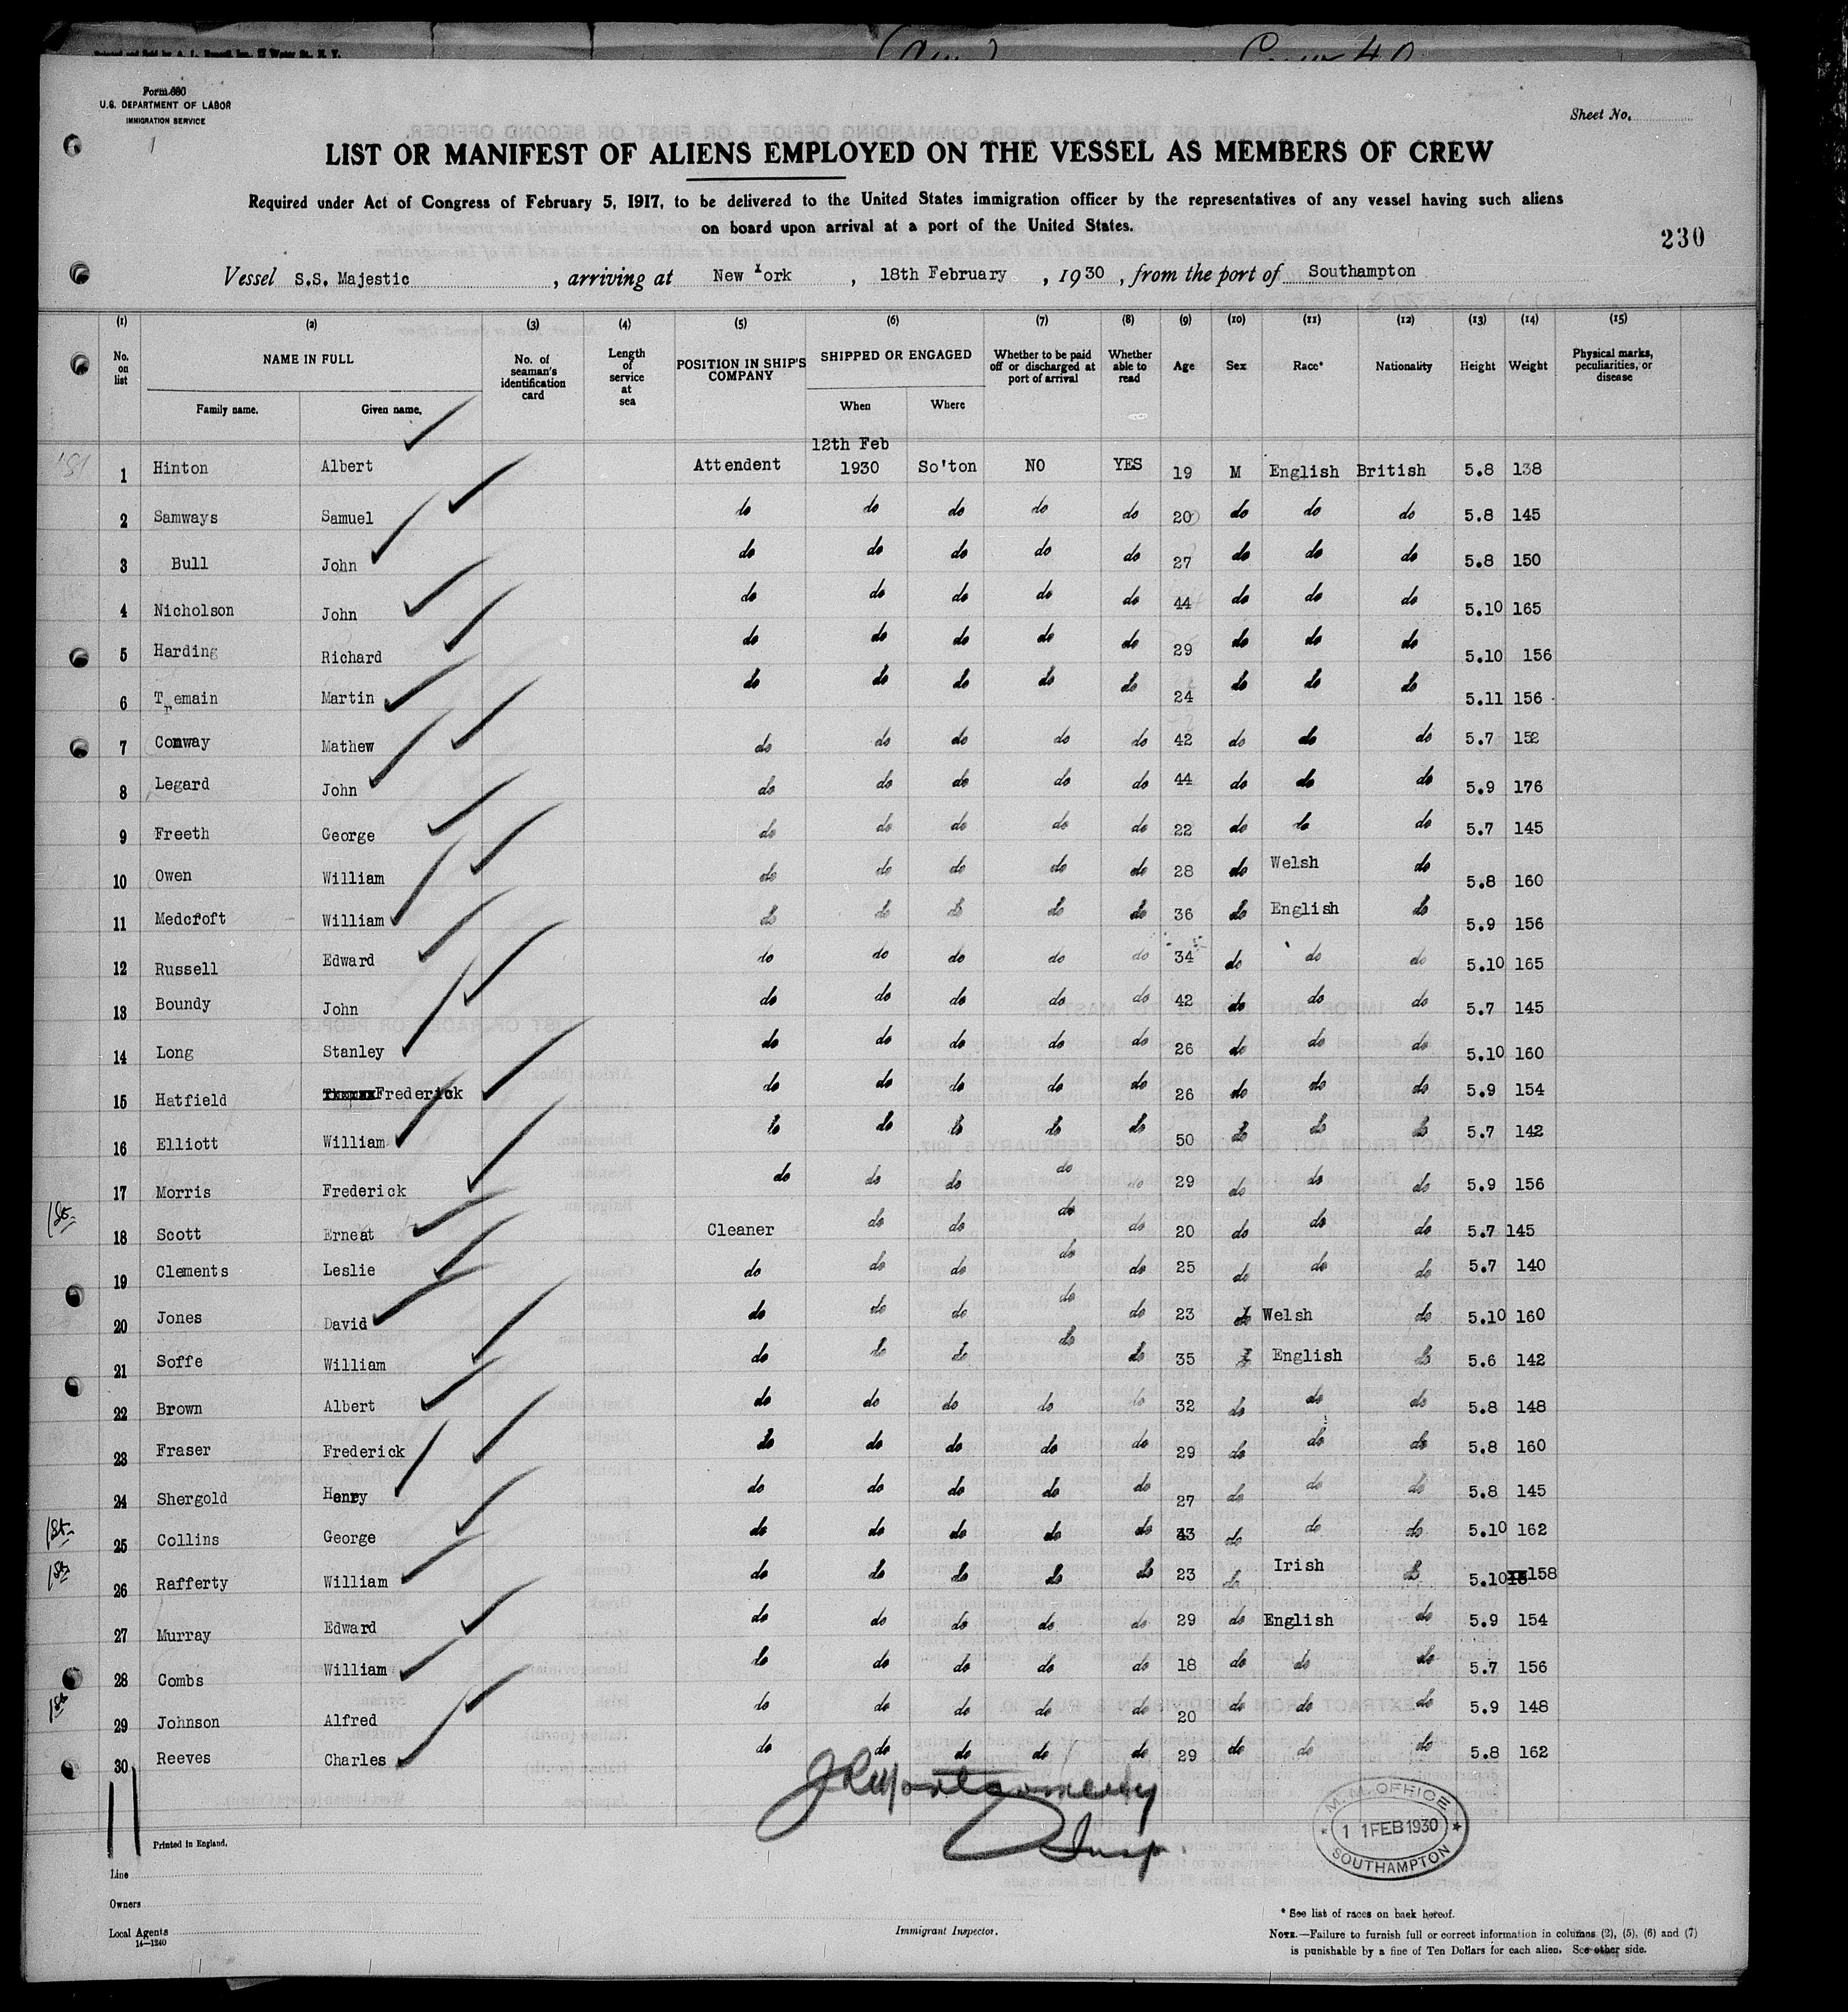 Form 680
U.S. DEPARTMENT OF LABOR
IMMIGRATION SERVICE
Sheet No.
LIST OR MANIFEST OF ALIENS EMPLOYED ON THE VESSEL AS MEMBERS OF CREW
Required under Act of Congress of February 5, 1917, to be delivered to the United States immigration officer by the representatives of any vessel having such aliens
on board upon arrival at a port of the United States.
230
Vessel S.S. Majestic, arriving at New York, 18th February, 1930, from the port of Southampton
(1) (2) (3) (4) (5) (6) (7) (8) (9) (10) (11) (12) (13) (14) (15)
No. on list NAME IN FULL No. of seaman's identification card Length of service at sea POSITION IN SHIP'S COMPANY SHIPPED OR ENGAGED Whether to be paid off or discharged at port of arrival Whether able to read Age Sex Race* Nationality Height Weight Physical marks, peculiarities, or disease
Family name. Given name. When Where
12th Feb
1 Hinton Albert Attendent 1930 So'ton NO YES 19 M English British 5.8 138
2 Samways Samuel do do do do do 20 do do do 5.8 145
3 Bull John do do do do do 27 do do do 5.8 150
4 Nicholson John do do do do do 44 do do do 5.10 165
5 Harding Richard do do do do do 29 do do do 5.10 156
6 Tremain Martin do do do do do 24 do do do 5.11 156
7 Conway Mathew do do do do do 42 do do do 5.7 152
8 Legard John do do do do do 44 do do do 5.9 176
9 Freeth George do do do do do 22 do do do 5.7 145
10 Owen William do do do do do 28 do Welsh do 5.8 160
11 Medcroft William do do do do do 36 do English do 5.9 156
12 Russell Edward do do do do do 34 do do do 5.10 165
13 Boundy John do do do do do 42 do do do 5.7 145
14 Long Stanley do do do do do 26 do do do 5.10 160
15 Hatfield Frederick do do do do do 26 do do do 5.9 154
16 Elliott William do do do do do 50 do do do 5.7 142
17 Morris Frederick do do do do do 29 do do do 5.9 156
18 Scott Ernest Cleaner do do do do 20 do do do 5.7 145
19 Clements Leslie do do do do do 25 do do do 5.7 140
20 Jones David do do do do do 23 do Welsh do 5.10 160
21 Soffe William do do do do do 35 do English do 5.6 142
22 Brown Albert do do do do do 32 do do do 5.8 148
23 Fraser Frederick do do do do do 29 do do do 5.8 160
24 Shergold Henry do do do do do 27 do do do 5.8 145
25 Collins George do do do do do 43 do do do 5.10 162
26 Rafferty William do do do do do 23 do Irish do 5.10 158
27 Murray Edward do do do do do 29 do English do 5.9 154
28 Combs William do do do do do 18 do do do 5.7 156
29 Johnson Alfred do do do do do 20 do do do 5.9 148
30 Reeves Charles do do do do do 29 do do do 5.8 162
J R Montgomery
Insp.
M.M. OFFICE
11 FEB 1930
SOUTHAMPTON
Printed in England.
Line
Owners
Local Agents
14—1240
Immigrant Inspector.
* See list of races on back hereof.
NOTE.—Failure to furnish full or correct information in columns (2), (5), (6) and (7)
is punishable by a fine of Ten Dollars for each alien. See other side.